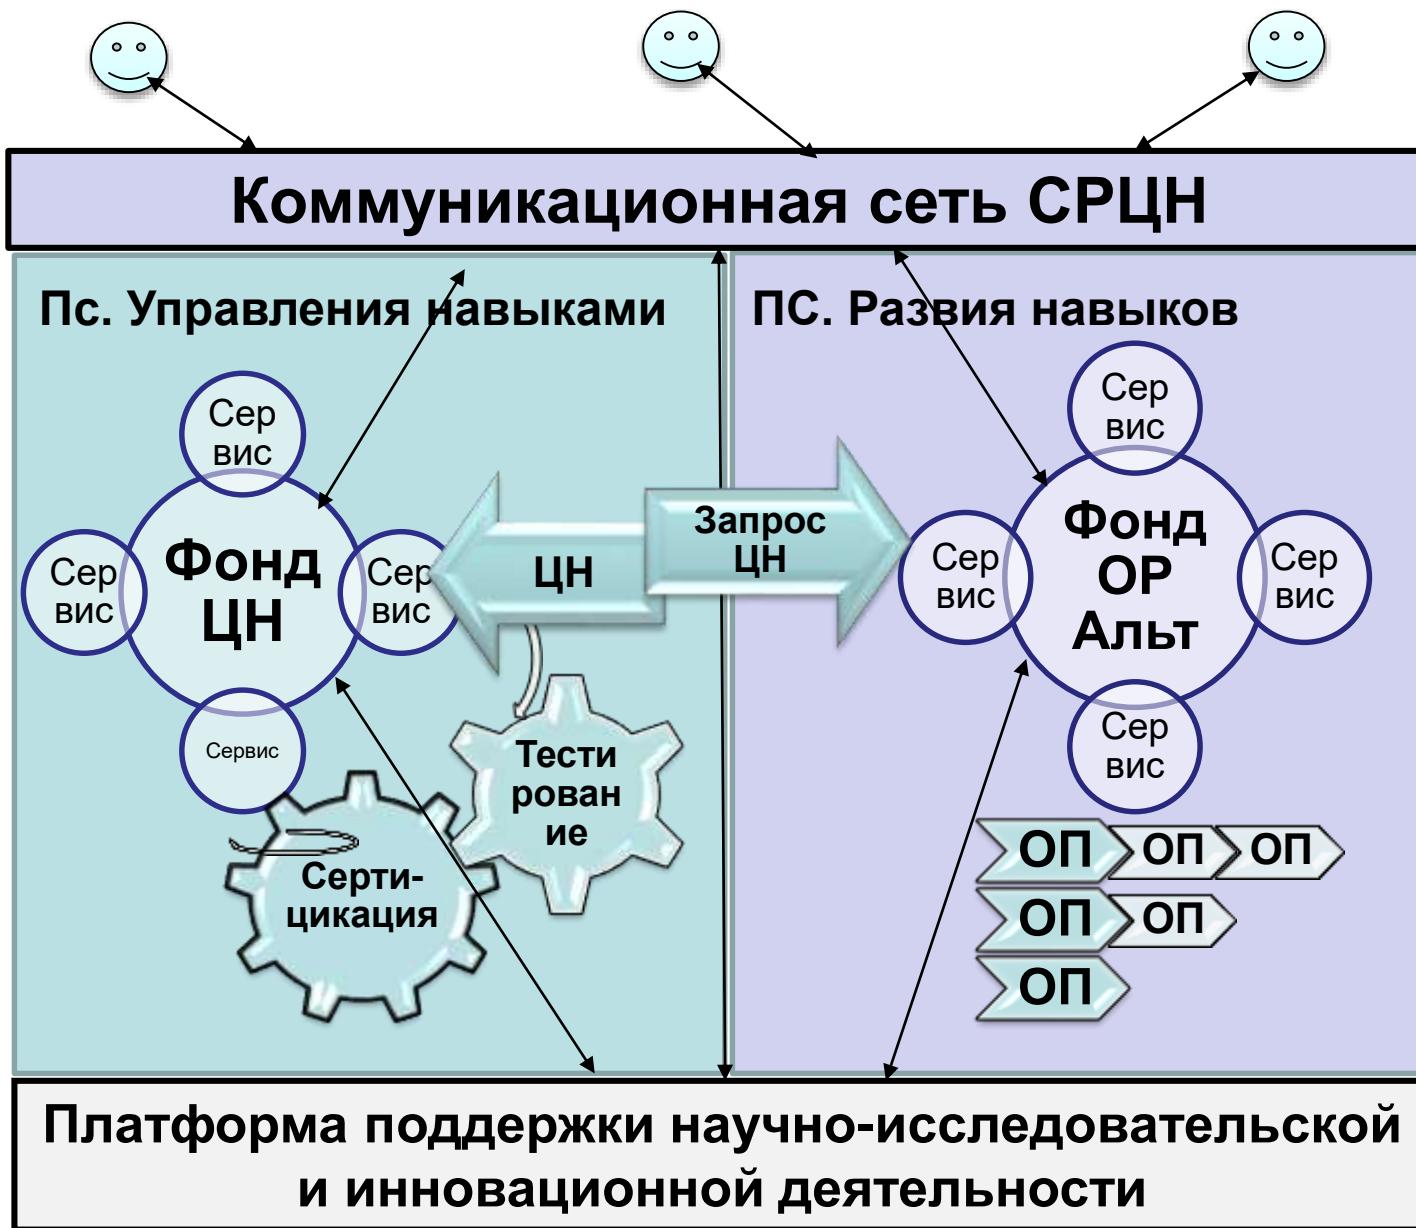 Коммуникационная сеть СРЦН
Пс. Управления навыками
Сер
вис
Сер
вис
Фонд
ЦН
Сер
вис
Сервис
ЦН
Запрос
ЦН
Тести
рован
ие
Серти-
цикация
ПС. Развия навыков
Сер
вис
Сер
вис
Фонд
ОР
Альт
Сер
вис
Сер
вис
ОП ОП ОП
ОП ОП
ОП
Платформа поддержки научно-исследовательской
и инновационной деятельности